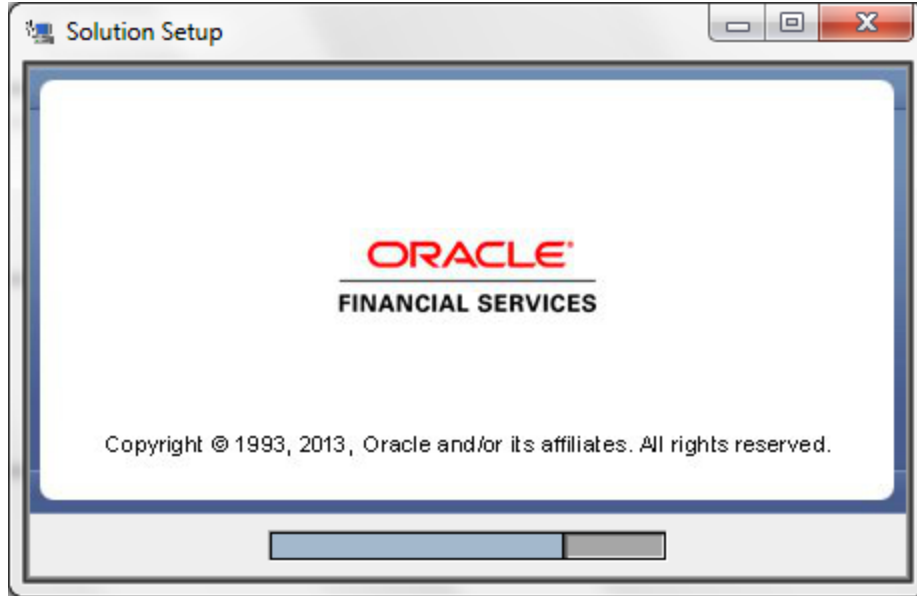 Solution Setup
ORACLE®
FINANCIAL SERVICES
Copyright © 1993, 2013, Oracle and/or its affiliates. All rights reserved.